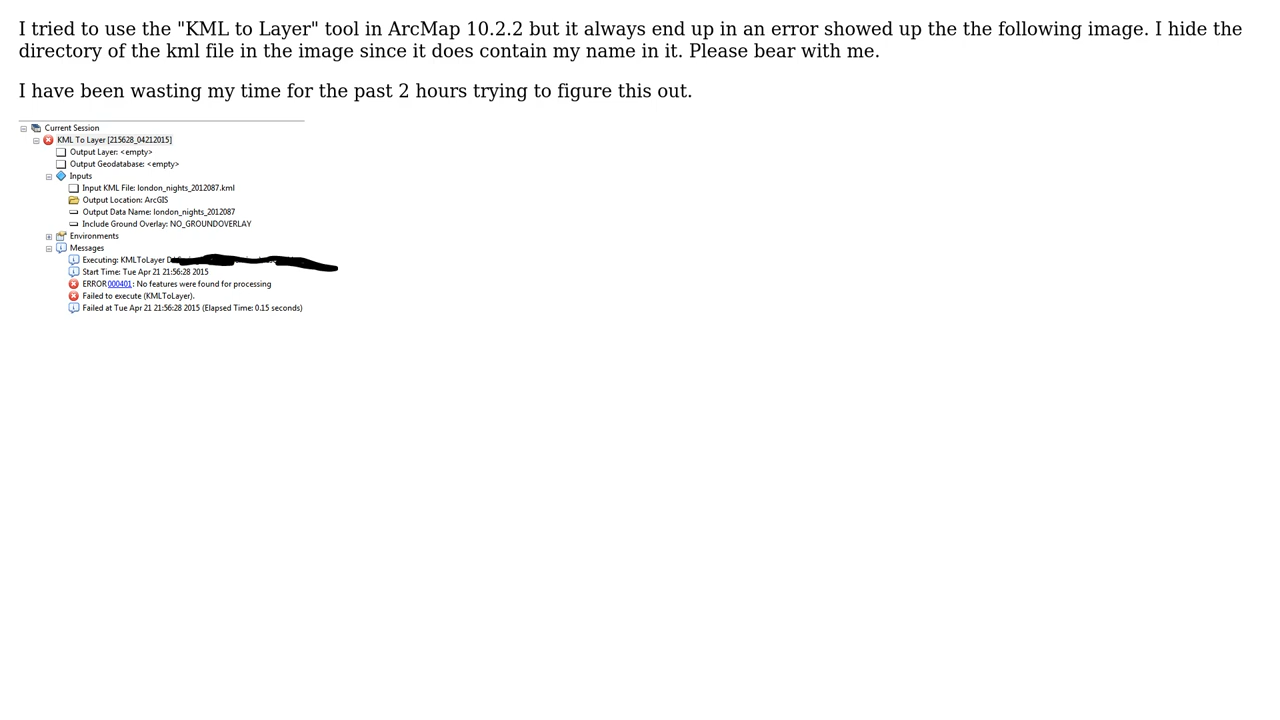 I tried to use the "KML to Layer" tool in ArcMap 10.2.2 but it always end up in an error showed up the the following image. I hide the
directory of the kml file in the image since it does contain my name in it. Please bear with me.
I have been wasting my time for the past 2 hours trying to figure this out.
Current Session
KML To Layer [215628_04212015]
Output Layer: <empty>
Output Geodatabase: <empty>
Inputs
Input KML File: london_nights_2012087.kml
Output Location: ArcGIS
Output Data Name: london_nights_2012087
Include Ground Overlay: NO_GROUNDOVERLAY
Environments
Messages
Executing: KMLToLayer
Start Time: Tue Apr 21 21:56:28 2015
ERROR 000401: No features were found for processing
Failed to execute (KMLToLayer).
Failed at Tue Apr 21 21:56:28 2015 (Elapsed Time: 0.15 seconds)